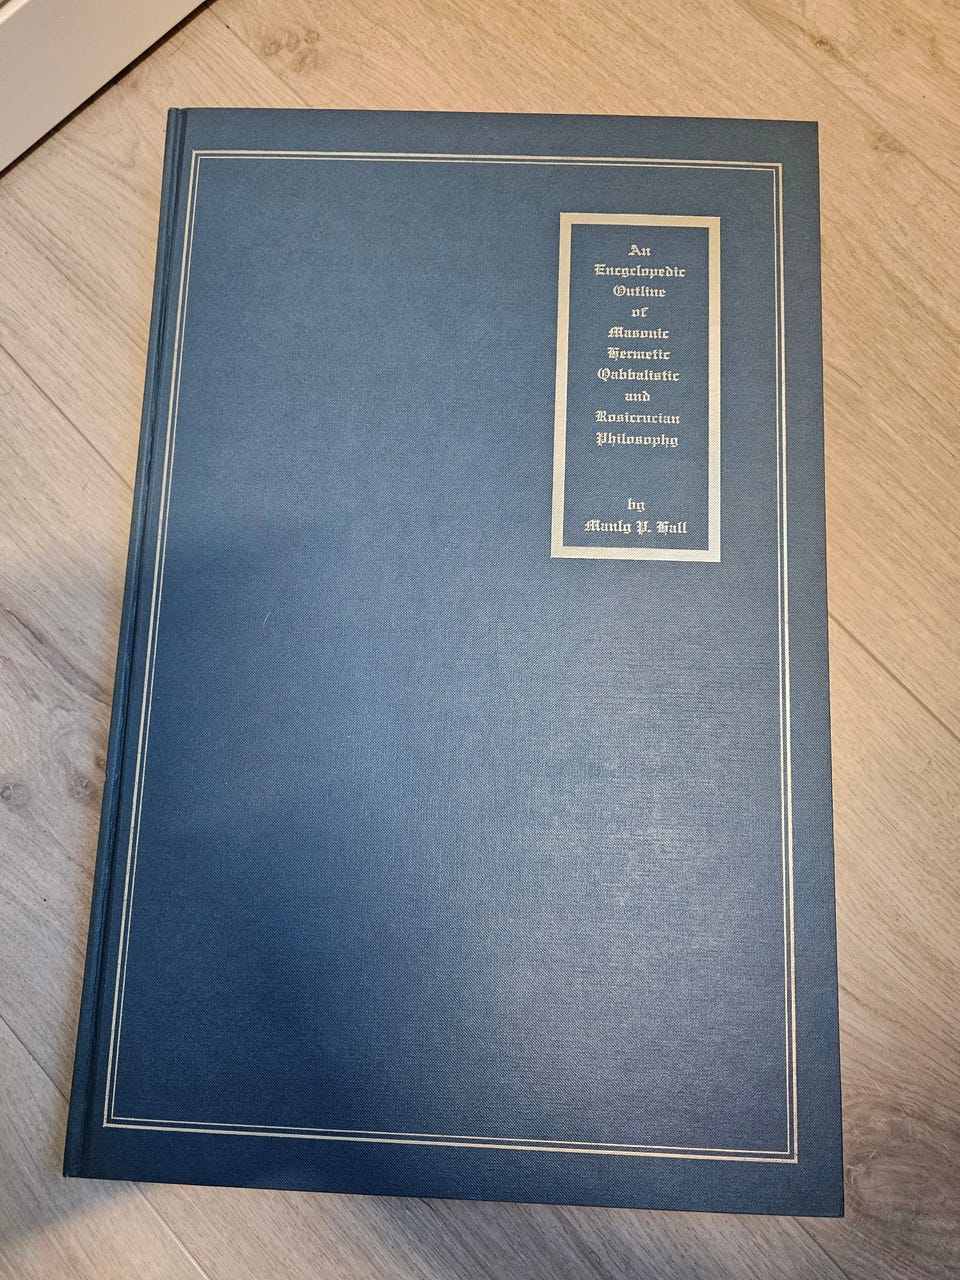 An
Encyclopedic
Outline
of
Masonic
Hermetic
Qabbalistic
and
Rosicrucian
Philosophy
by
Manly P. Hall